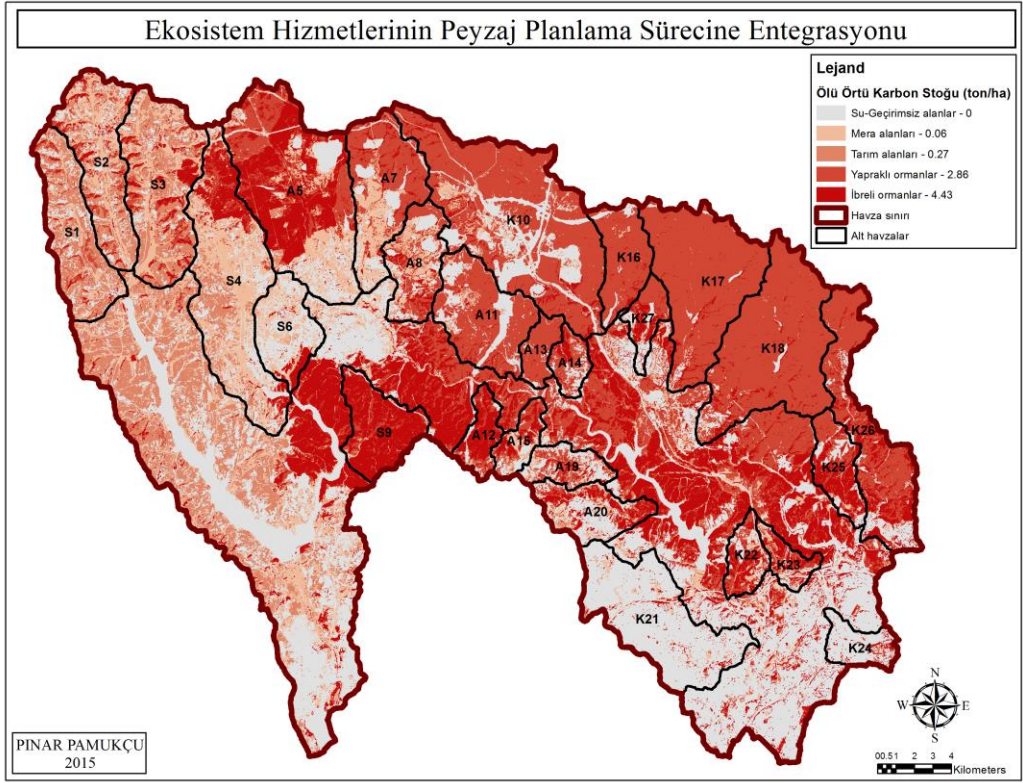 Ekosistem Hizmetlerinin Peyzaj Planlama Sürecine Entegrasyonu
Lejand
Ölü Örtü Karbon Stoğu (ton/ha)
Su-Geçirimsiz alanlar - 0
Mera alanları - 0.06
Tarım alanları - 0.27
Yapraklı ormanlar - 2.86
İbreli ormanlar - 4.43
Havza sınırı
Alt havzalar
S2
S3
A5
A7
K10
S1
S4
A8
K16
K17
S6
A11
K27
A13
A14
K18
S9
A12
A15
A19
K25
K26
A20
K22
K23
K21
K24
N
W
E
S
PINAR PAMUKÇU
2015
00.51 2 3 4
Kilometers